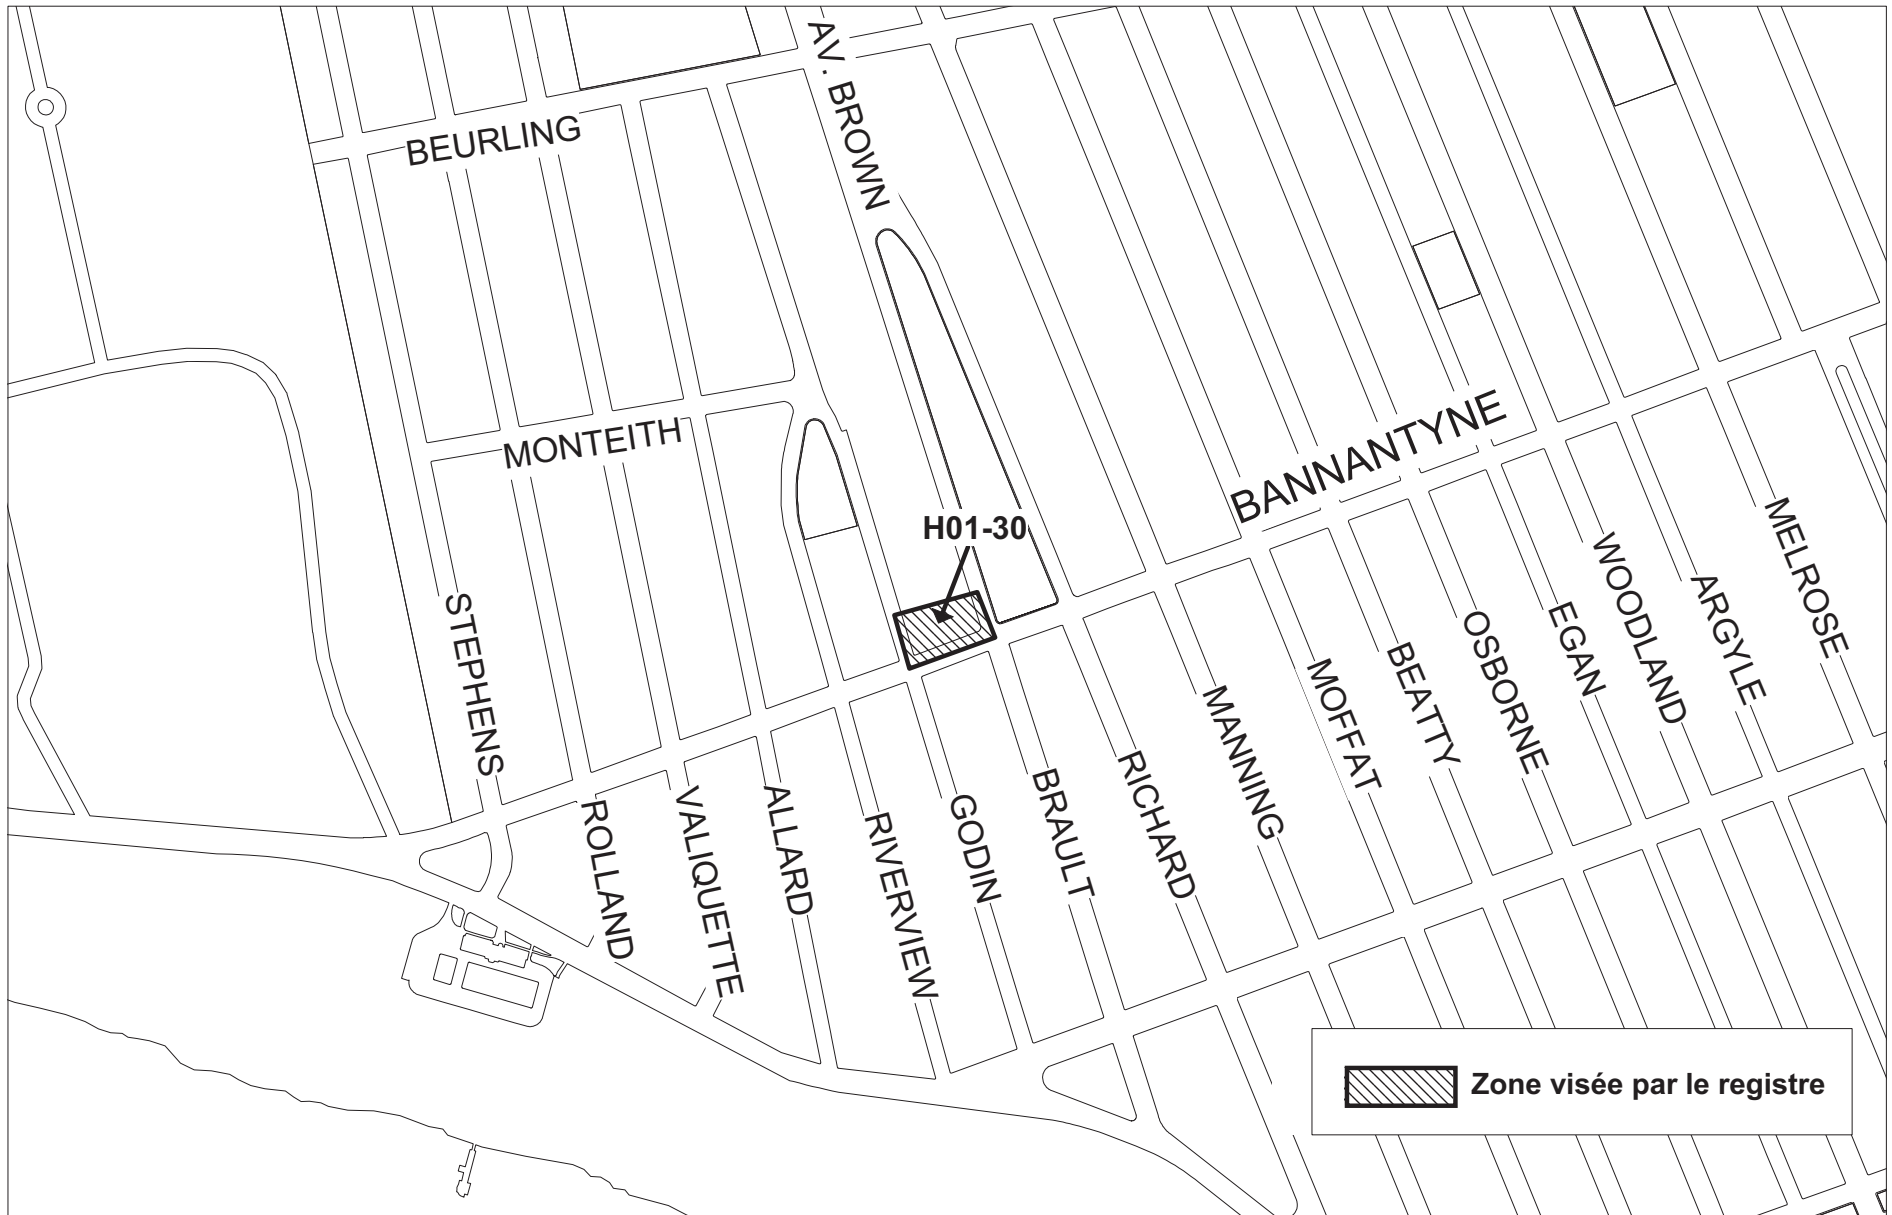 AV. BROWN
BEURLING
MONTEITH
BANNANTYNE
H01-30
STEPHENS
ROLLAND
VALIQUETTE
ALLARD
RIVERVIEW
GODIN
BRAULT
RICHARD
MANNING
MOFFAT
BEATTY
OSBORNE
EGAN
WOODLAND
ARGYLE
MELROSE
Zone visée par le registre